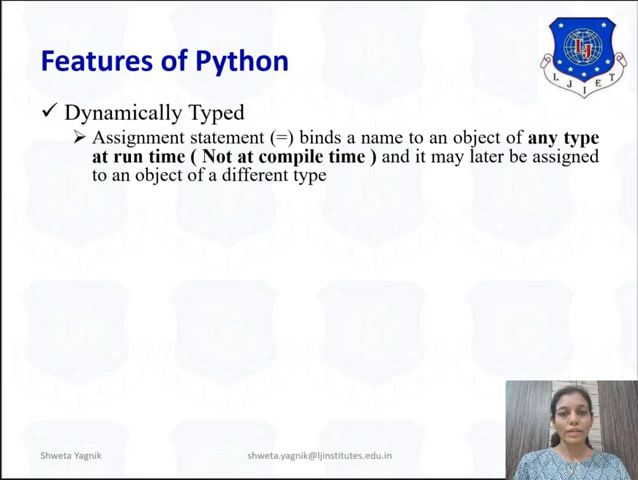 Features of Python
LJ
LJIET
✓ Dynamically Typed
➤ Assignment statement (=) binds a name to an object of any type
at run time ( Not at compile time ) and it may later be assigned
to an object of a different type
Shweta Yagnik
shweta.yagnik@ljinstitutes.edu.in